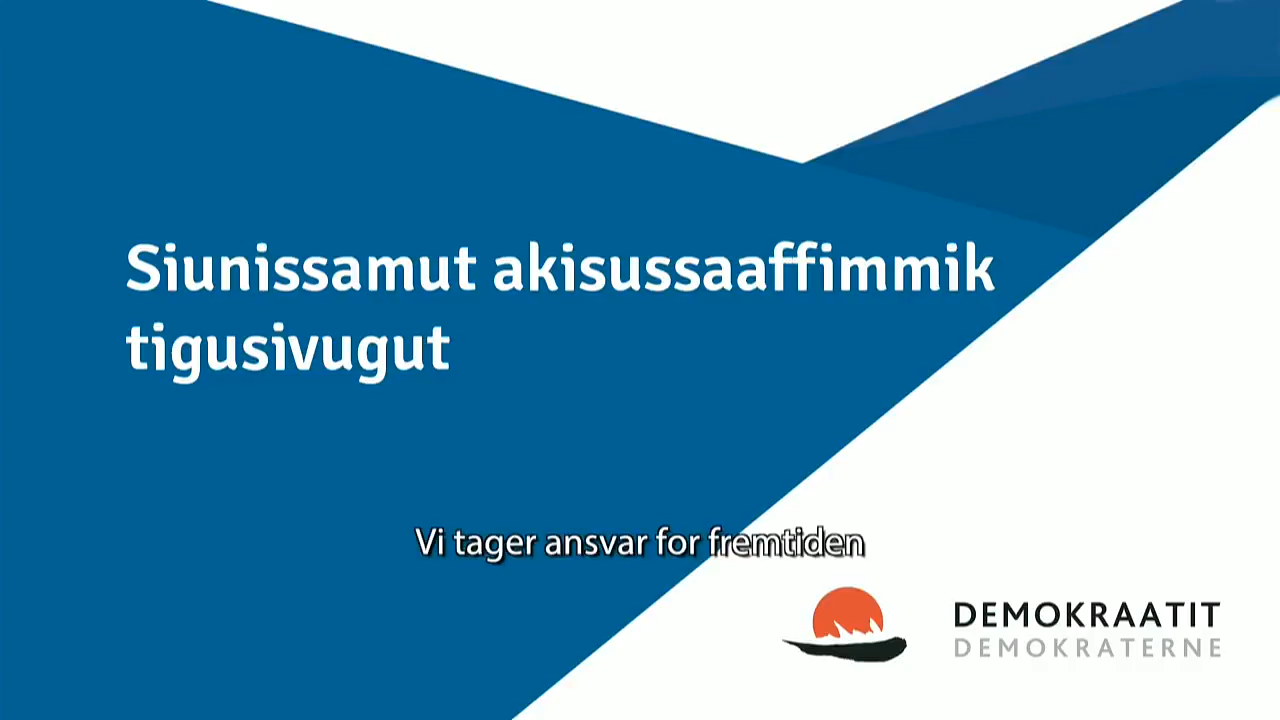 Siunissamut akisussaaffimmik
tigusivugut
Vi tager ansvar for fremtiden
DEMOKRAATIT
DEMOKRATERNE